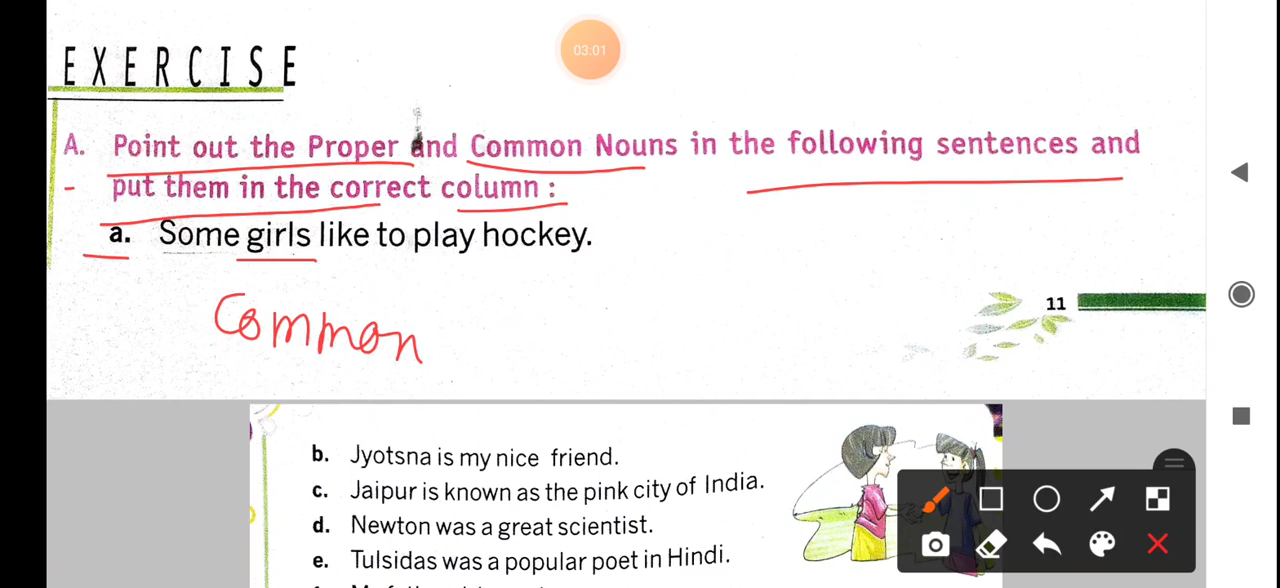 03:01
EXERCISE
A. Point out the Proper and Common Nouns in the following sentences and
put them in the correct column :
a. Some girls like to play hockey.
Common
11
b. Jyotsna is my nice friend.
c. Jaipur is known as the pink city of India.
d. Newton was a great scientist.
e. Tulsidas was a popular poet in Hindi.